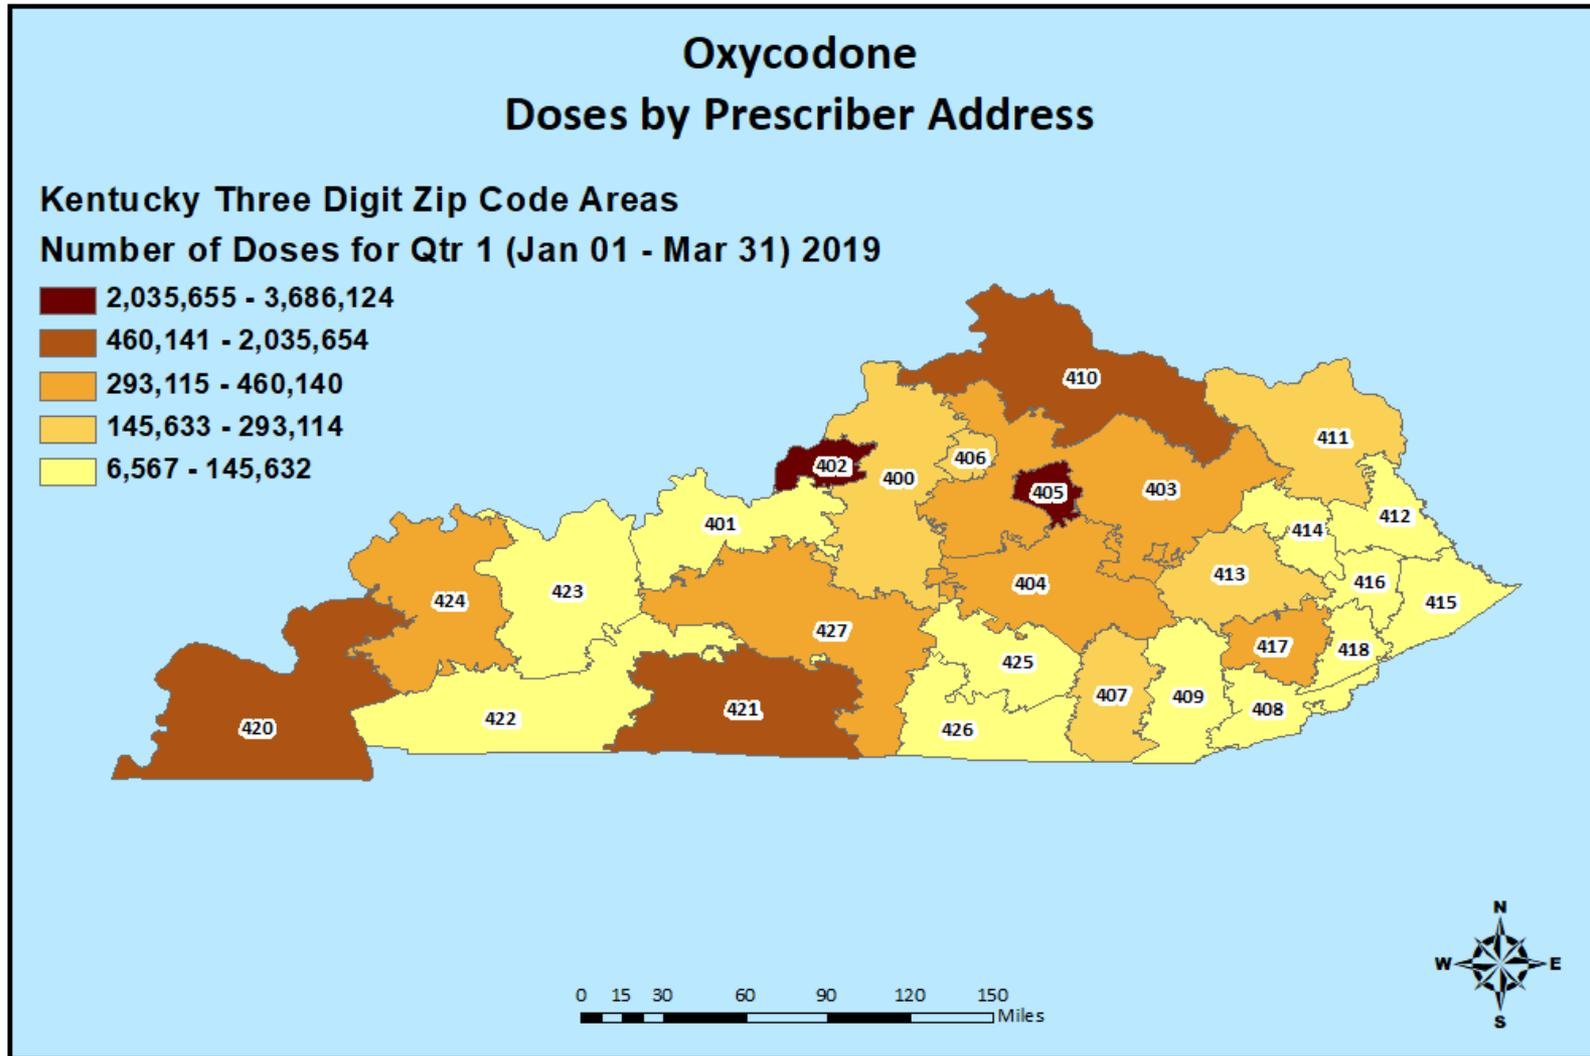 Oxycodone
Doses by Prescriber Address
Kentucky Three Digit Zip Code Areas
Number of Doses for Qtr 1 (Jan 01 - Mar 31) 2019
2,035,655 - 3,686,124
460,141 - 2,035,654
293,115 - 460,140
145,633 - 293,114
6,567 - 145,632
410
411
406
402
400
405
403
401
412
414
413
416
404
423
424
415
427
417
418
425
407
409
408
421
422
420
426
N
W E
S
0 15 30 60 90 120 150
Miles